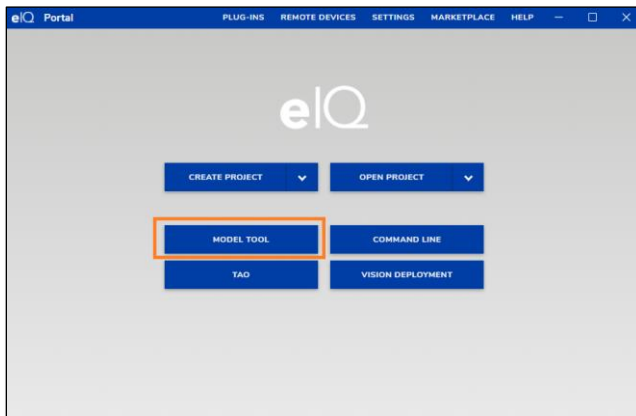 eIQ Portal PLUG-INS REMOTE DEVICES SETTINGS MARKETPLACE HELP
eIQ
CREATE PROJECT OPEN PROJECT
MODEL TOOL COMMAND LINE
TAO VISION DEPLOYMENT